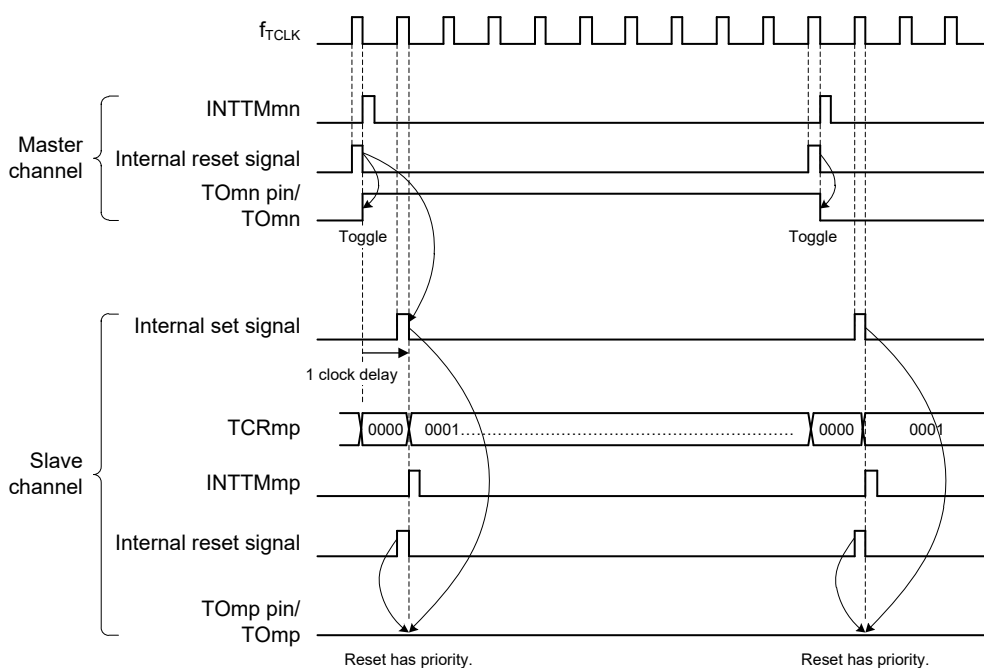 fTCLK
INTTMmn
Master
channel
Internal reset signal
TOmn pin/
TOmn
Toggle
Toggle
Internal set signal
1 clock delay
TCRmp
0000
0001
0000
0001
Slave
channel
INTTMmp
Internal reset signal
TOmp pin/
TOmp
Reset has priority.
Reset has priority.